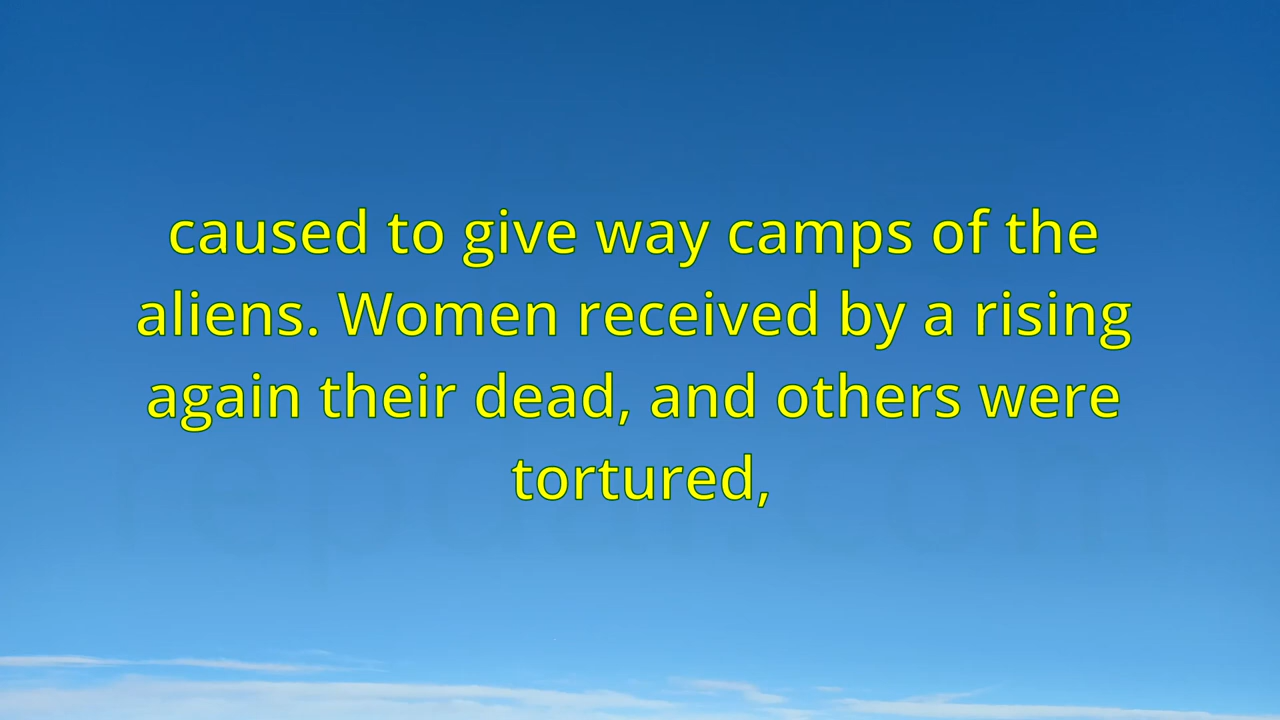 caused to give way camps of the
aliens. Women received by a rising
again their dead, and others were
tortured,